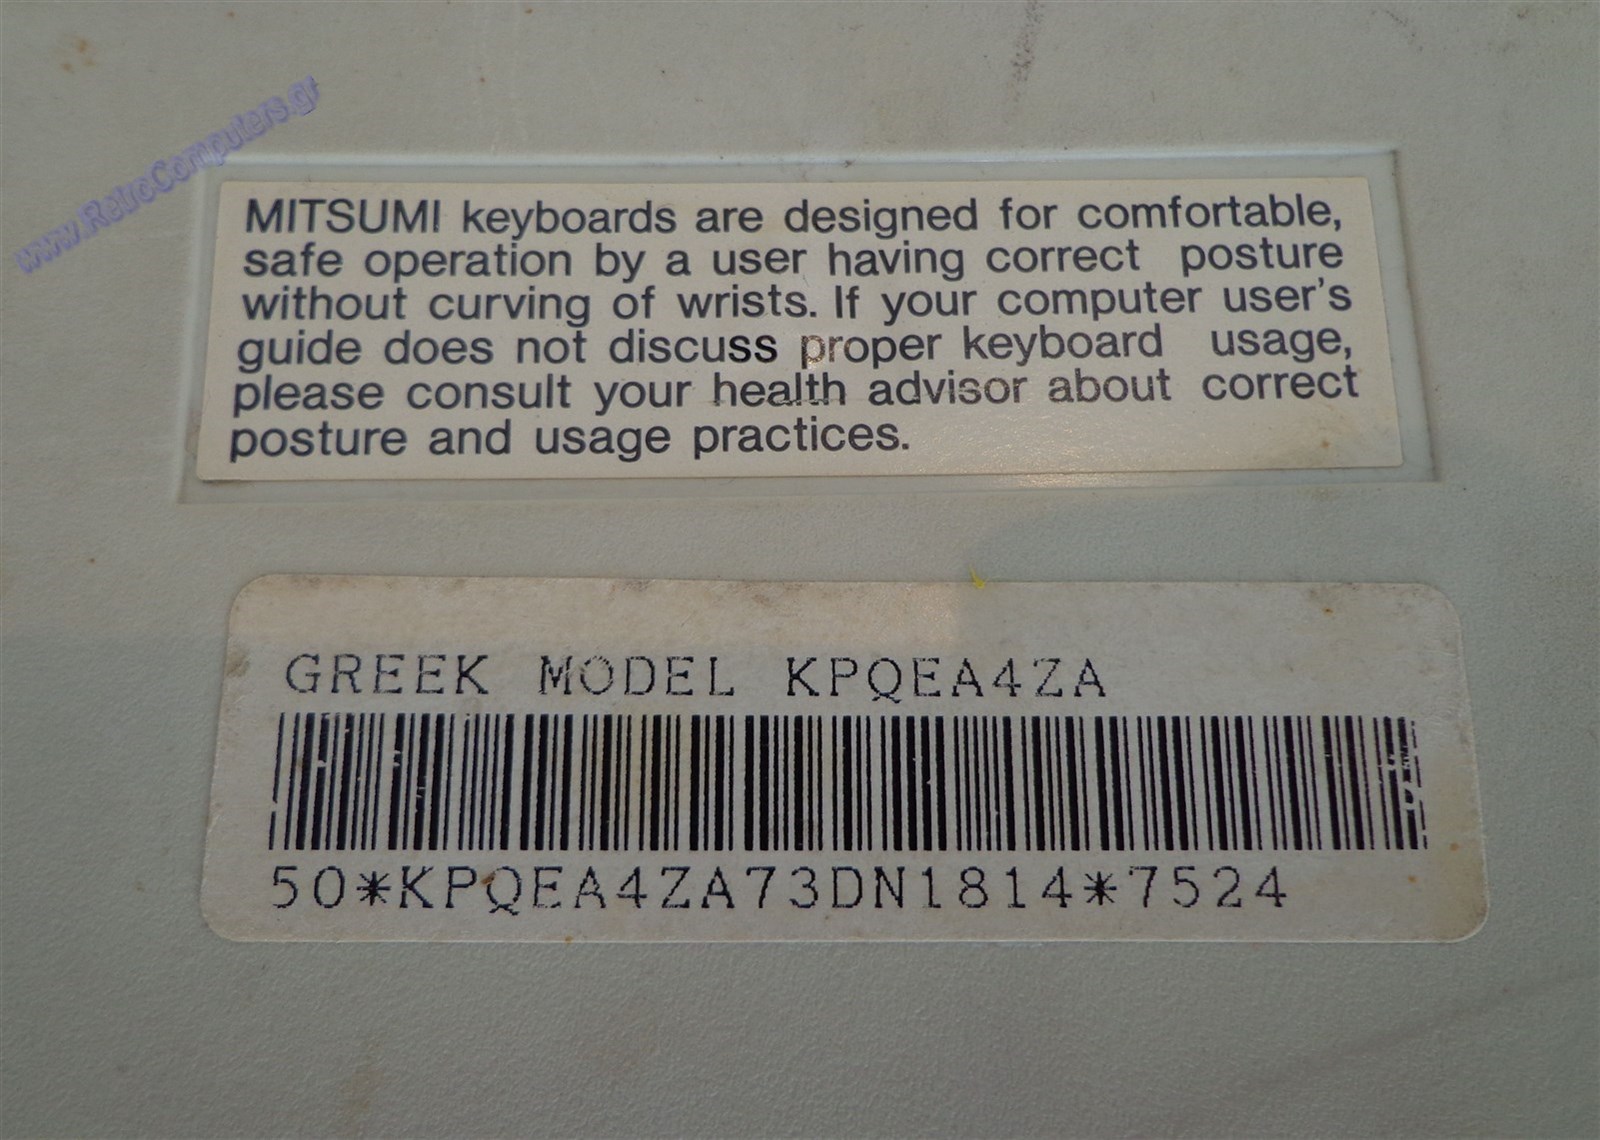 www.RetroComputers.gr
MITSUMI keyboards are designed for comfortable,
safe operation by a user having correct posture
without curving of wrists. If your computer user's
guide does not discuss proper keyboard usage,
please consult your health advisor about correct
posture and usage practices.
GREEK MODEL KPQEA4ZA
50*KPQEA4ZA73DN1814*7524